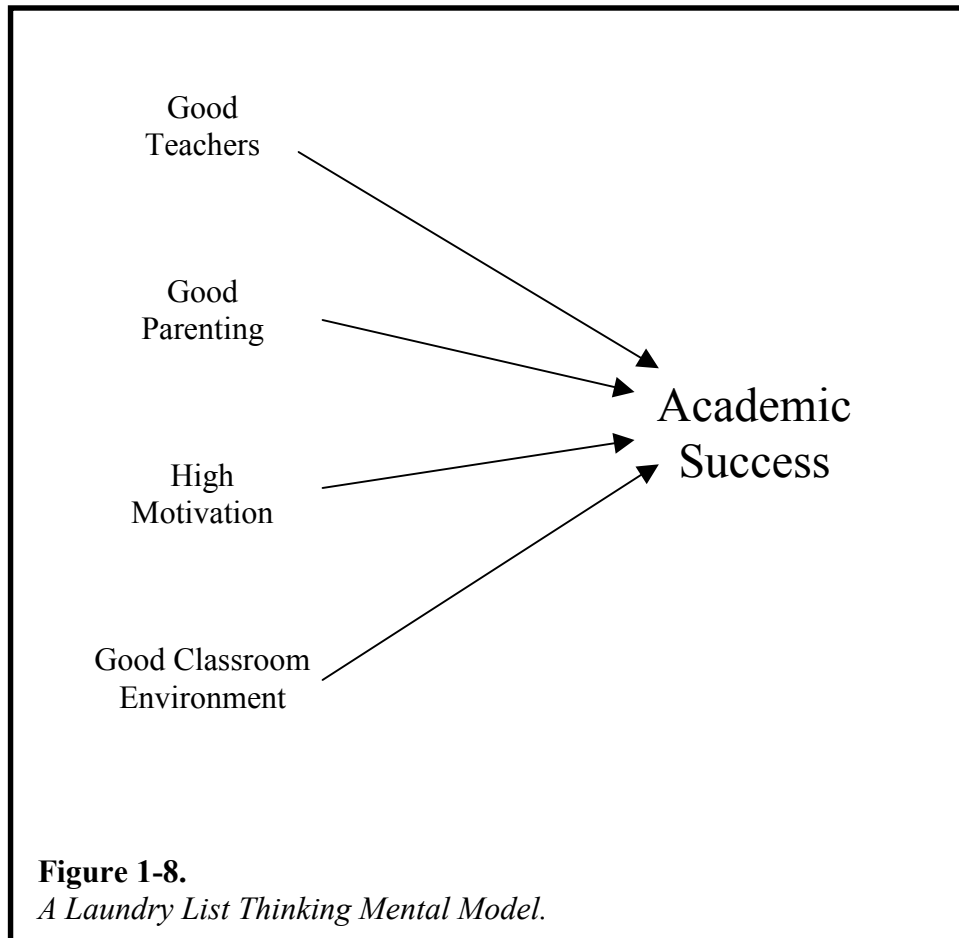 Good
Teachers
Good
Parenting
Academic
Success
High
Motivation
Good Classroom
Environment
Figure 1-8.
A Laundry List Thinking Mental Model.